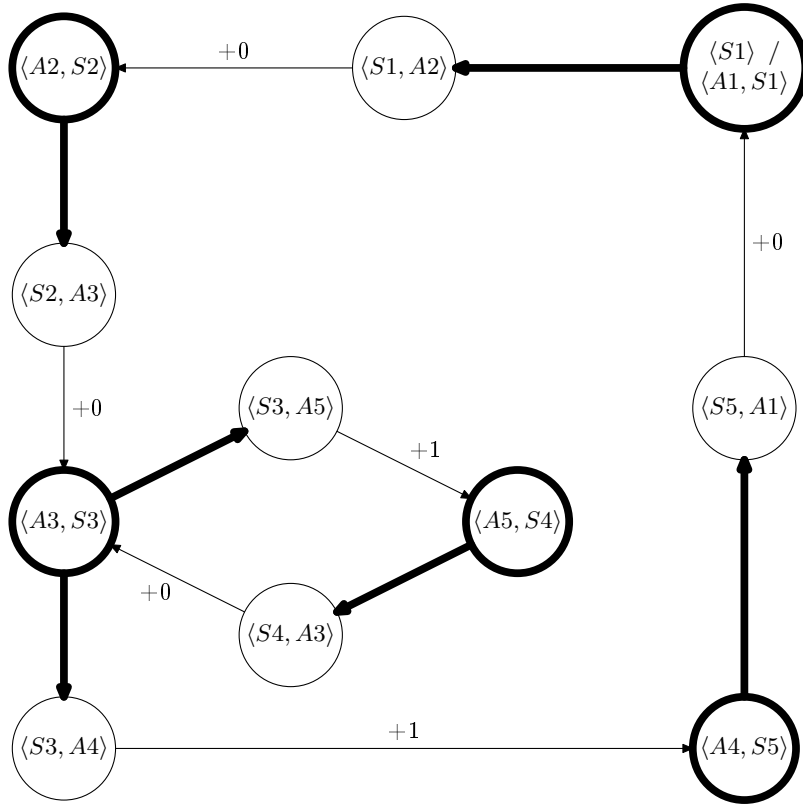 ⟨A2, S2⟩
+0
⟨S1, A2⟩
⟨S1⟩ /
⟨A1, S1⟩
+0
⟨S2, A3⟩
+0
⟨S3, A5⟩
+1
⟨S5, A1⟩
⟨A3, S3⟩
⟨A5, S4⟩
+0
⟨S4, A3⟩
⟨S3, A4⟩
+1
⟨A4, S5⟩